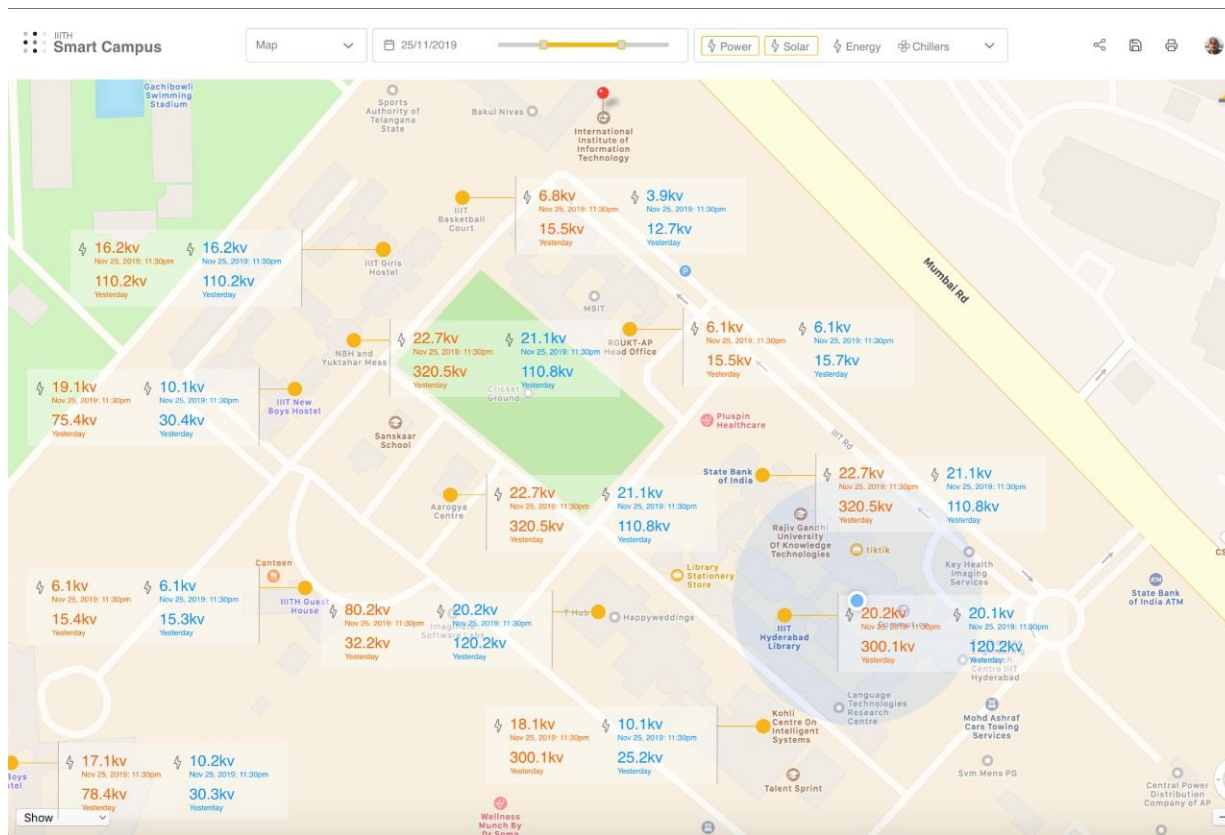 IIITH
Smart Campus
Map
25/11/2019
Power
Solar
Energy
Chillers
Gachibowli
Swimming
Stadium
Sports
Authority of
Telangana
State
Bakul Nivas
International
Institute of
Information
Technology
6.8kv
3.9kv
Nov 25, 2019: 11:30pm
Nov 25, 2019: 11:30pm
15.5kv
12.7kv
Yesterday
Yesterday
IIIT
Basketball
Court
16.2kv
16.2kv
Nov 25, 2019: 11:30pm
Nov 25, 2019: 11:30pm
110.2kv
110.2kv
Yesterday
Yesterday
IIIT Girls
Hostel
Mumbai Rd
P
MSIT
22.7kv
21.1kv
Nov 25, 2019: 11:30pm
Nov 25, 2019: 11:30pm
320.5kv
110.8kv
Yesterday
Yesterday
NBH and
Yuktahar Mess
RGUKT-AP
Head Office
6.1kv
6.1kv
Nov 25, 2019: 11:30pm
Nov 25, 2019: 11:30pm
15.5kv
15.7kv
Yesterday
Yesterday
Cricket
Ground
19.1kv
10.1kv
Nov 25, 2019: 11:30pm
Nov 25, 2019: 11:30pm
75.4kv
30.4kv
Yesterday
Yesterday
IIIT New
Boys Hostel
Sanskaar
School
Pluspin
Healthcare
IIIT Rd
State Bank
of India
22.7kv
21.1kv
Nov 25, 2019: 11:30pm
Nov 25, 2019: 11:30pm
320.5kv
110.8kv
Yesterday
Yesterday
Aarogya
Centre
22.7kv
21.1kv
Nov 25, 2019: 11:30pm
Nov 25, 2019: 11:30pm
320.5kv
110.8kv
Yesterday
Yesterday
Rajiv Gandhi
University
Of Knowledge
Technologies
tiktik
Key Health
Imaging
Services
CS
Canteen
Library
Stationery
Store
ATM
State Bank
of India ATM
6.1kv
6.1kv
Nov 25, 2019: 11:30pm
Nov 25, 2019: 11:30pm
15.4kv
15.3kv
Yesterday
Yesterday
IIITH Guest
House
80.2kv
20.2kv
Nov 25, 2019: 11:30pm
Nov 25, 2019: 11:30pm
32.2kv
120.2kv
Yesterday
Yesterday
Software Labs
T Hub
Happyweddings
IIIT
Hyderabad
Library
20.2kv
20.1kv
Nov 25, 2019: 11:30pm
Nov 25, 2019: 11:30pm
300.1kv
120.2kv
Yesterday
Yesterday
Centre IIIT
Hyderabad
Language
Technologies
Research
Centre
Mohd Ashraf
Cars Towing
Services
18.1kv
10.1kv
Nov 25, 2019: 11:30pm
Nov 25, 2019: 11:30pm
300.1kv
25.2kv
Yesterday
Yesterday
Kohli
Centre On
Intelligent
Systems
Talent Sprint
Svm Mens PG
Central Power
Distribution
Company of AP
17.1kv
10.2kv
Nov 25, 2019: 11:30pm
Nov 25, 2019: 11:30pm
78.4kv
30.3kv
Yesterday
Yesterday
Boys
stel
Show
Wellness
Munch By